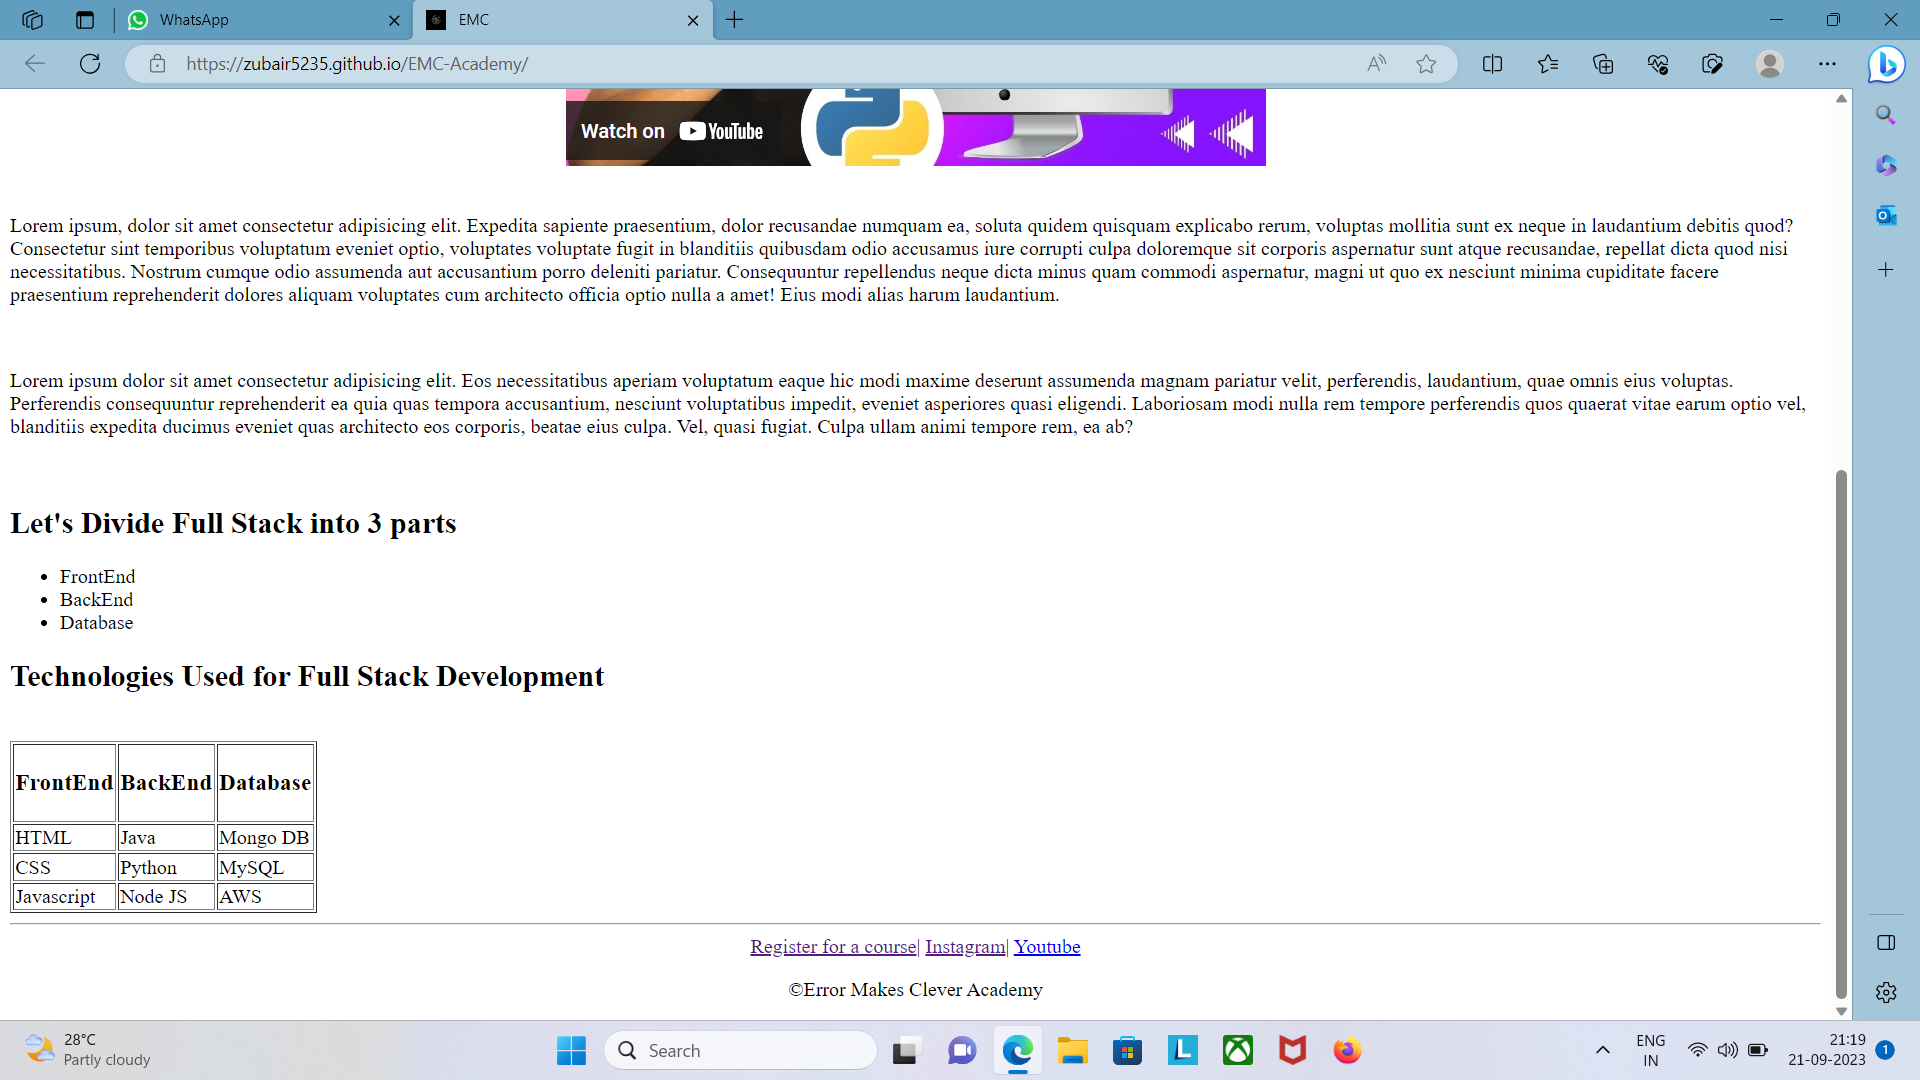 WhatsApp
EMC
https://zubair5235.github.io/EMC-Academy/
Watch on YouTube
Lorem ipsum, dolor sit amet consectetur adipisicing elit. Expedita sapiente praesentium, dolor recusandae numquam ea, soluta quidem quisquam explicabo rerum, voluptas mollitia sunt ex neque in laudantium debitis quod?
Consectetur sint temporibus voluptatum eveniet optio, voluptates voluptate fugit in blanditiis quibusdam odio accusamus iure corrupti culpa doloremque sit corporis aspernatur sunt atque recusandae, repellat dicta quod nisi
necessitatibus. Nostrum cumque odio assumenda aut accusantium porro deleniti pariatur. Consequuntur repellendus neque dicta minus quam commodi aspernatur, magni ut quo ex nesciunt minima cupiditate facere
praesentium reprehenderit dolores aliquam voluptates cum architecto officia optio nulla a amet! Eius modi alias harum laudantium.
Lorem ipsum dolor sit amet consectetur adipisicing elit. Eos necessitatibus aperiam voluptatum eaque hic modi maxime deserunt assumenda magnam pariatur velit, perferendis, laudantium, quae omnis eius voluptas.
Perferendis consequuntur reprehenderit ea quia quas tempora accusantium, nesciunt voluptatibus impedit, eveniet asperiores quasi eligendi. Laboriosam modi nulla rem tempore perferendis quos quaerat vitae earum optio vel,
blanditiis expedita ducimus eveniet quas architecto eos corporis, beatae eius culpa. Vel, quasi fugiat. Culpa ullam animi tempore rem, ea ab?
Let's Divide Full Stack into 3 parts
• FrontEnd
• BackEnd
• Database
Technologies Used for Full Stack Development
FrontEnd BackEnd Database
HTML Java Mongo DB
CSS Python MySQL
Javascript Node JS AWS
Register for a course| Instagram| Youtube
©Error Makes Clever Academy
28°C
Partly cloudy
Search
ENG
IN
21:19
21-09-2023
1